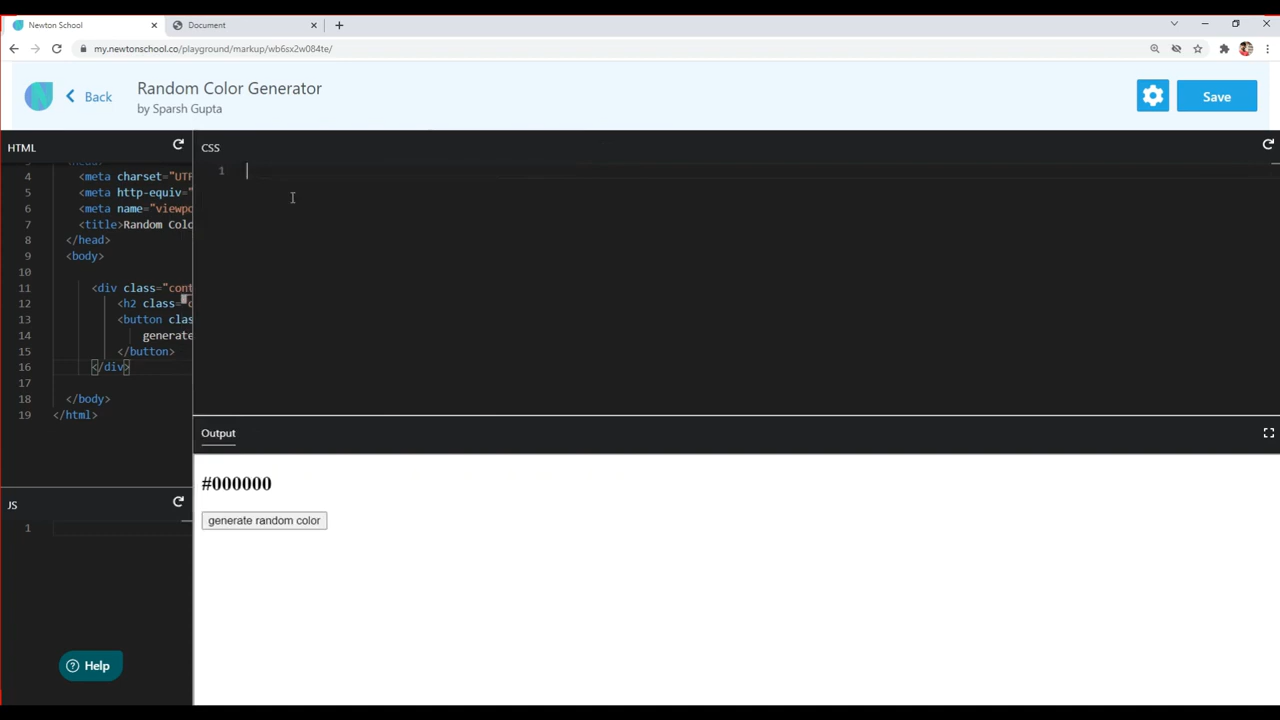 Newton School
Document
my.newtonschool.co/playground/markup/wb6sx2w084te/
Back
Random Color Generator
by Sparsh Gupta
Save
HTML
4 <meta charset="UTF
5 <meta http-equiv="
6 <meta name="viewpo
7 <title>Random Colo
8 </head>
9 <body>
10
11 <div class="cont
12 <h2 class="c
13 <button clas
14 generate
15 </button>
16 </div>
17
18 </body>
19 </html>
CSS
1
Output
#000000
generate random color
JS
1
Help